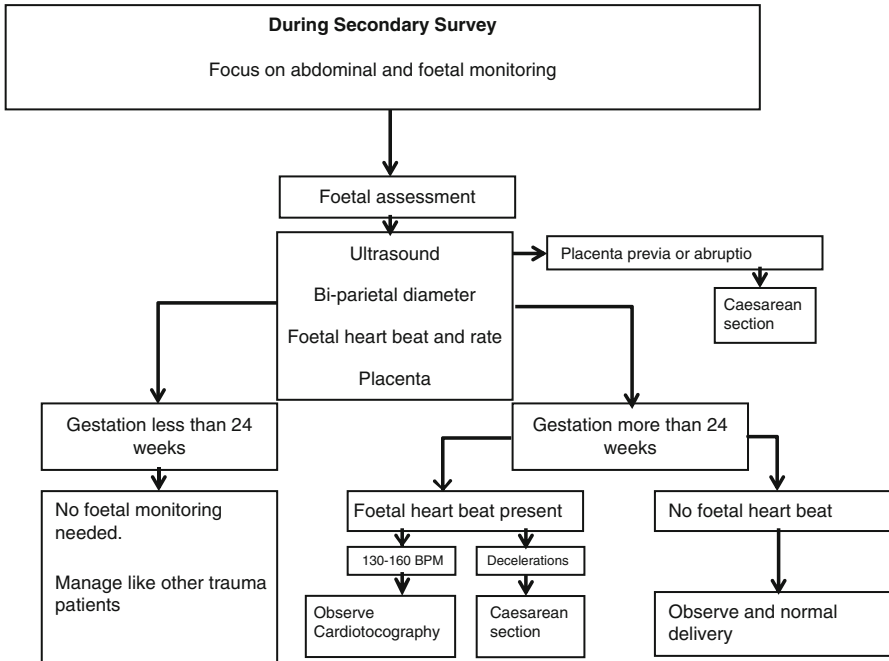 During Secondary Survey
Focus on abdominal and foetal monitoring
Foetal assessment
Ultrasound
Bi-parietal diameter
Foetal heart beat and rate
Placenta
Placenta previa or abruptio
Caesarean
section
Gestation less than 24
weeks
Gestation more than 24
weeks
No foetal monitoring
needed.
Manage like other trauma
patients
Foetal heart beat present
No foetal heart beat
130-160 BPM
Decelerations
Observe
Cardiotocography
Caesarean
section
Observe and normal
delivery